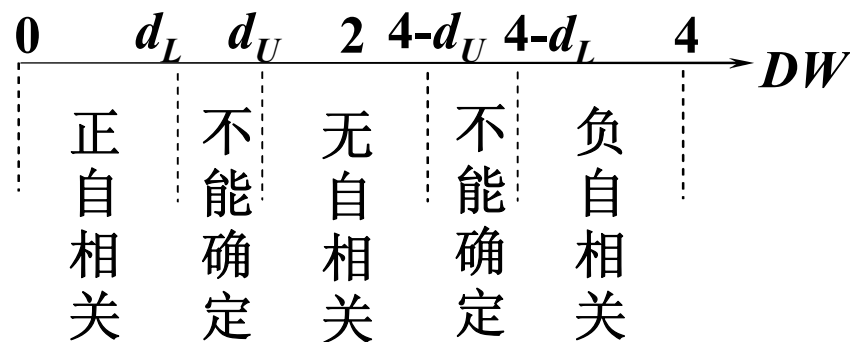 0 d_L d_U 2 4-d_U 4-d_L 4
DW
正自相关
不能确定
无自相关
不能确定
负自相关